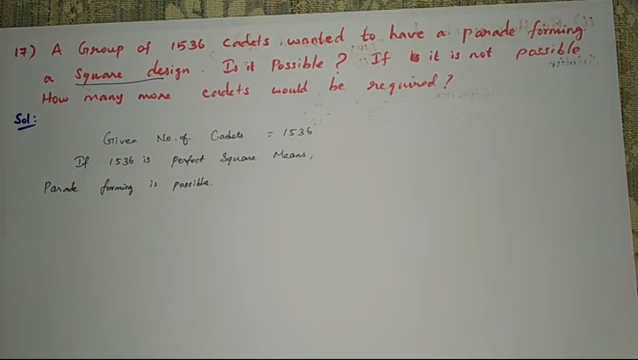 17) A Group of 1536 cadets wanted to have a parade forming
a Square design. Is it Possible? If it is not possible
How many more cadets would be required?
Sol:
Given No. of. Cadets = 1536
If 1536 is perfect Square Means,
Parade forming is possible.